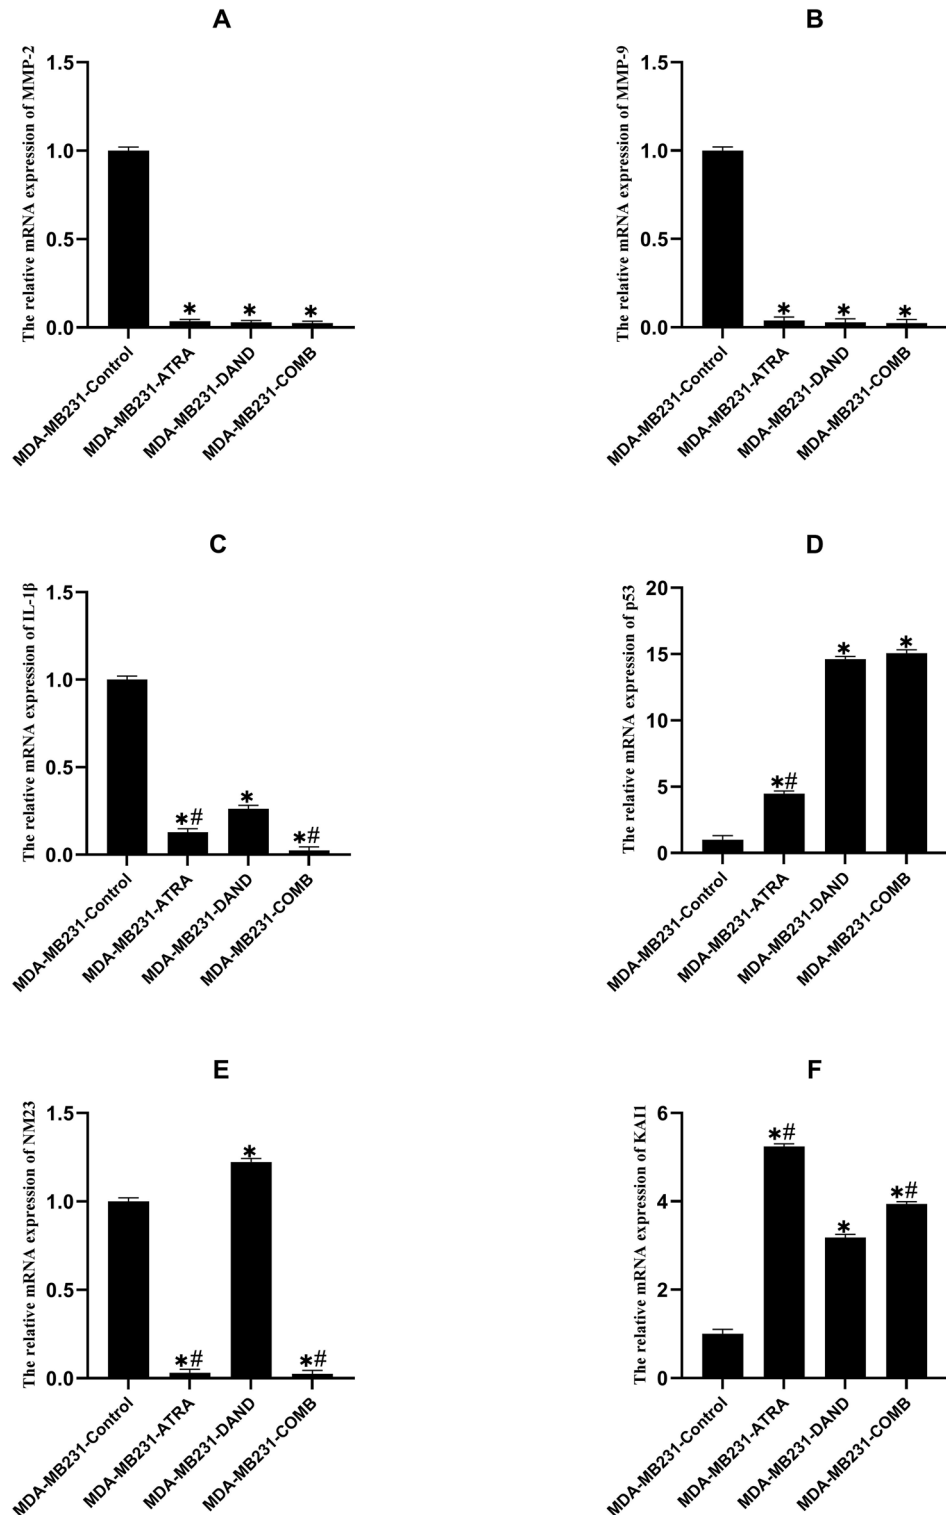 A
The relative mRNA expression of MMP-2
1.5
1.0
0.5
0.0
*
*
*
MDA-MB231-Control
MDA-MB231-ATRA
MDA-MB231-DAND
MDA-MB231-COMB
B
The relative mRNA expression of MMP-9
1.5
1.0
0.5
0.0
*
*
*
MDA-MB231-Control
MDA-MB231-ATRA
MDA-MB231-DAND
MDA-MB231-COMB
C
The relative mRNA expression of IL-1β
1.5
1.0
0.5
0.0
*#
*
*#
MDA-MB231-Control
MDA-MB231-ATRA
MDA-MB231-DAND
MDA-MB231-COMB
D
The relative mRNA expression of p53
20
15
10
5
0
*#
*
*
MDA-MB231-Control
MDA-MB231-ATRA
MDA-MB231-DAND
MDA-MB231-COMB
E
The relative mRNA expression of NM23
1.5
1.0
0.5
0.0
*#
*
*#
MDA-MB231-Control
MDA-MB231-ATRA
MDA-MB231-DAND
MDA-MB231-COMB
F
The relative mRNA expression of KAI1
6
4
2
0
*#
*
*#
MDA-MB231-Control
MDA-MB231-ATRA
MDA-MB231-DAND
MDA-MB231-COMB